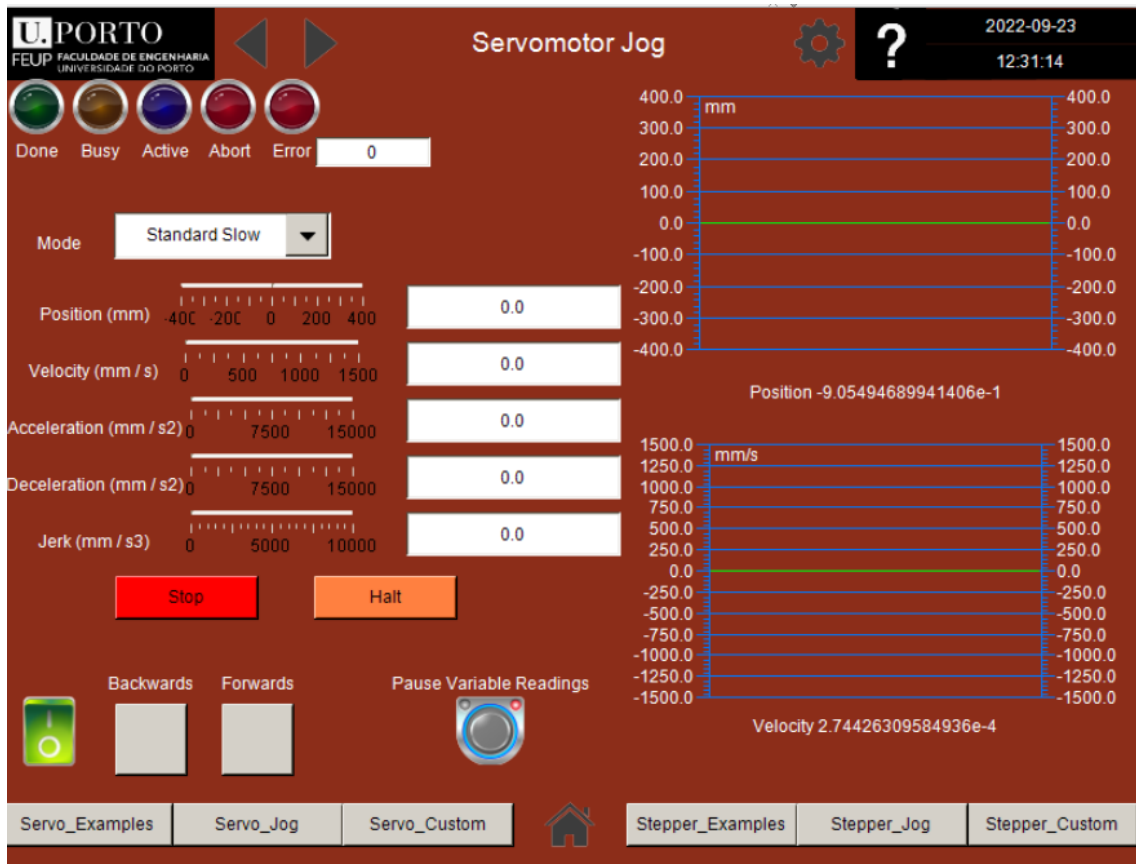 U. PORTO
FEUP FACULDADE DE ENGENHARIA
UNIVERSIDADE DO PORTO
Servomotor Jog
?
2022-09-23
12:31:14
Done Busy Active Abort Error 0
Mode Standard Slow
Position (mm) -400 -200 0 200 400 0.0
Velocity (mm / s) 0 500 1000 1500 0.0
Acceleration (mm / s2) 0 7500 15000 0.0
Deceleration (mm / s2) 0 7500 15000 0.0
Jerk (mm / s3) 0 5000 10000 0.0
Stop Halt
Backwards Forwards Pause Variable Readings
mm
400.0 400.0
300.0 300.0
200.0 200.0
100.0 100.0
0.0 0.0
-100.0 -100.0
-200.0 -200.0
-300.0 -300.0
-400.0 -400.0
Position -9.05494689941406e-1
mm/s
1500.0 1500.0
1250.0 1250.0
1000.0 1000.0
750.0 750.0
500.0 500.0
250.0 250.0
0.0 0.0
-250.0 -250.0
-500.0 -500.0
-750.0 -750.0
-1000.0 -1000.0
-1250.0 -1250.0
-1500.0 -1500.0
Velocity 2.74426309584936e-4
Servo_Examples Servo_Jog Servo_Custom Stepper_Examples Stepper_Jog Stepper_Custom